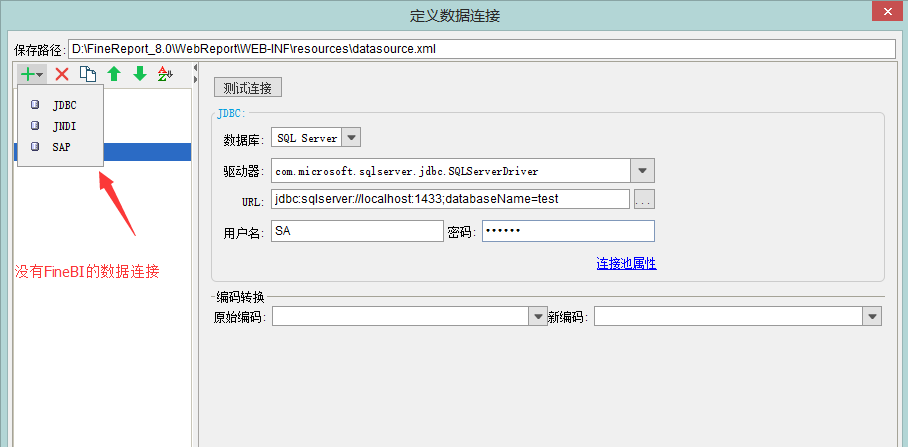 定义数据连接
保存路径: D:\FineReport_8.0\WebReport\WEB-INF\resources\datasource.xml
测试连接
JDBC
JNDI
SAP
没有FineBI的数据连接
JDBC:
数据库: SQL Server
驱动器: com.microsoft.sqlserver.jdbc.SQLServerDriver
URL: jdbc:sqlserver://localhost:1433;databaseName=test ...
用户名: SA 密码: ••••••
连接池属性
编码转换
原始编码: 新编码: